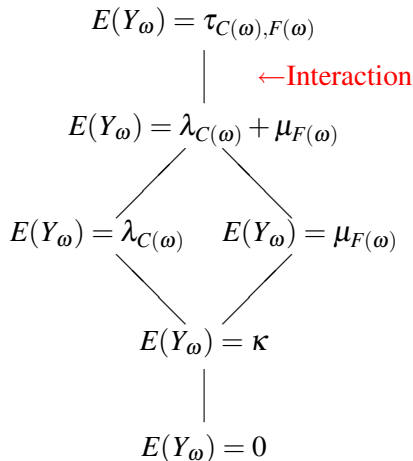 E(Y_ω) = τ_{C(ω),F(ω)}
←Interaction
E(Y_ω) = λ_{C(ω)} + μ_{F(ω)}
E(Y_ω) = λ_{C(ω)} E(Y_ω) = μ_{F(ω)}
E(Y_ω) = κ
E(Y_ω) = 0